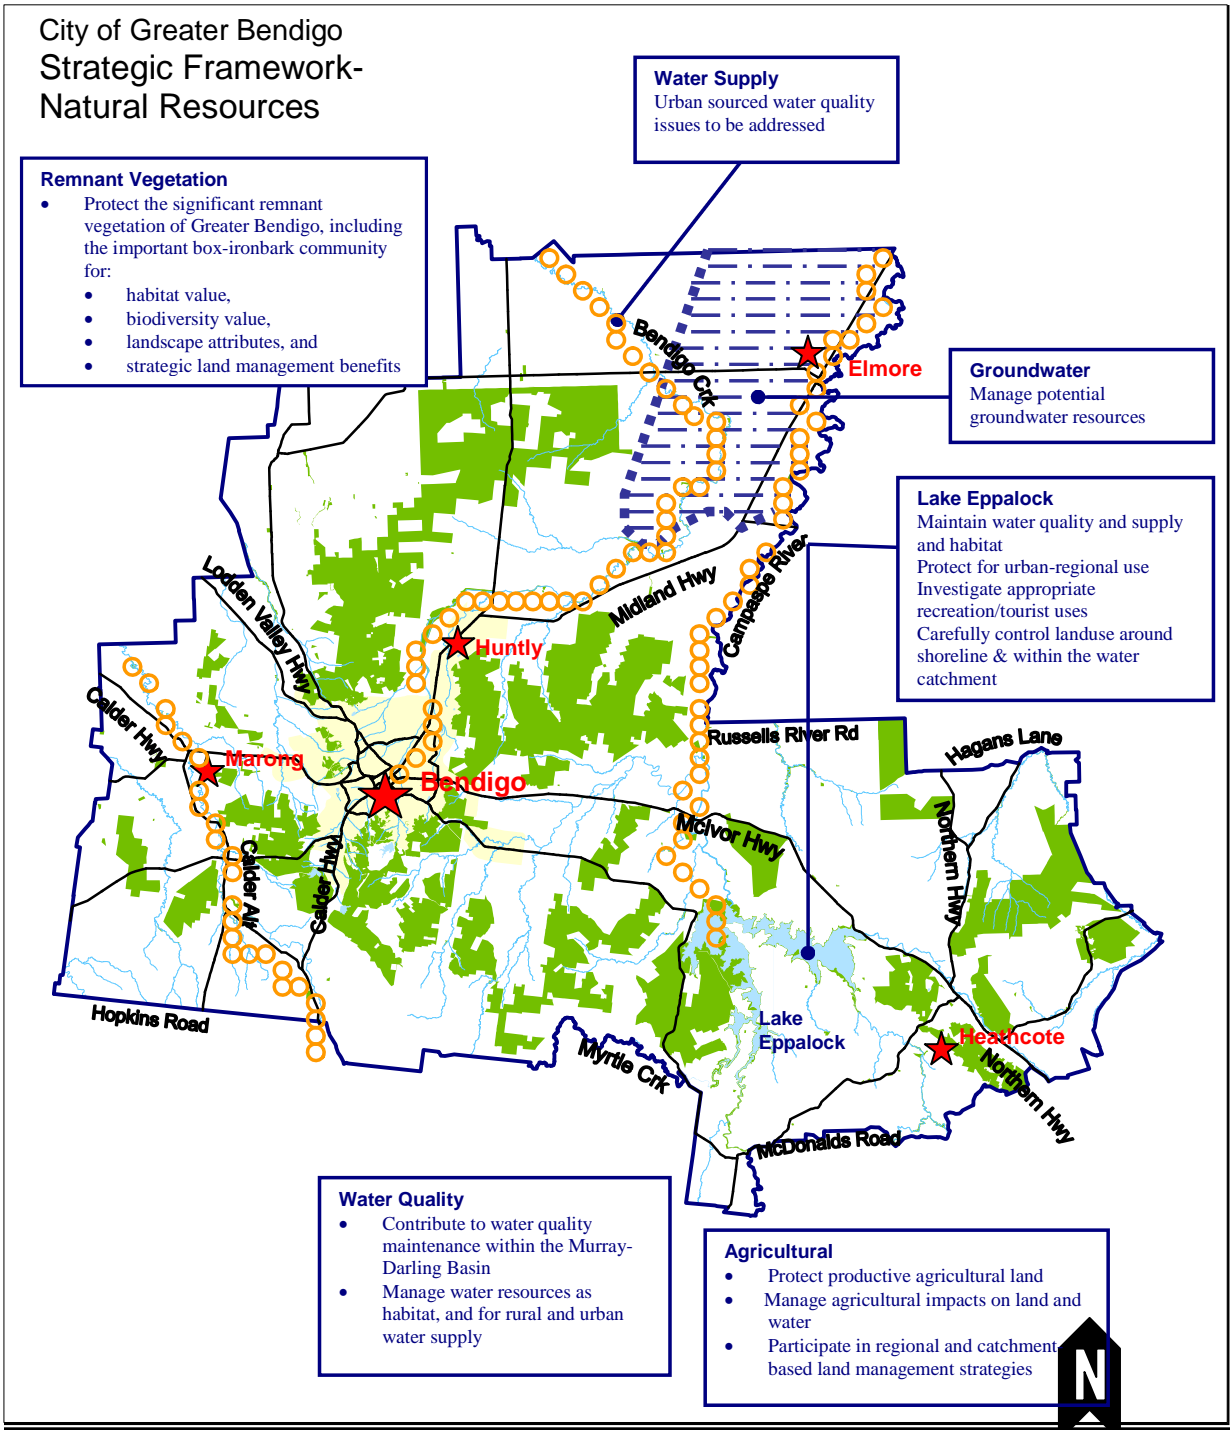 City of Greater Bendigo
Strategic Framework-
Natural Resources
Water Supply
Urban sourced water quality
issues to be addressed
Remnant Vegetation
• Protect the significant remnant
vegetation of Greater Bendigo, including
the important box-ironbark community
for:
• habitat value,
• biodiversity value,
• landscape attributes, and
• strategic land management benefits
Bendigo Crk
Elmore
Groundwater
Manage potential
groundwater resources
Lake Eppalock
Maintain water quality and supply
and habitat
Protect for urban-regional use
Investigate appropriate
recreation/tourist uses
Carefully control landuse around
shoreline & within the water
catchment
Lodden Valley Hwy
Midland Hwy
Campaspe River
Huntly
Calder Hwy
Marong
Bendigo
Russells River Rd
Hagans Lane
McIvor Hwy
Northern Hwy
Calder Alt
Calder Hwy
Hopkins Road
Lake
Eppalock
Heathcote
Myrtle Crk
Northern Hwy
McDonalds Road
Water Quality
• Contribute to water quality
maintenance within the Murray-
Darling Basin
• Manage water resources as
habitat, and for rural and urban
water supply
Agricultural
• Protect productive agricultural land
• Manage agricultural impacts on land and
water
• Participate in regional and catchment-
based land management strategies
N